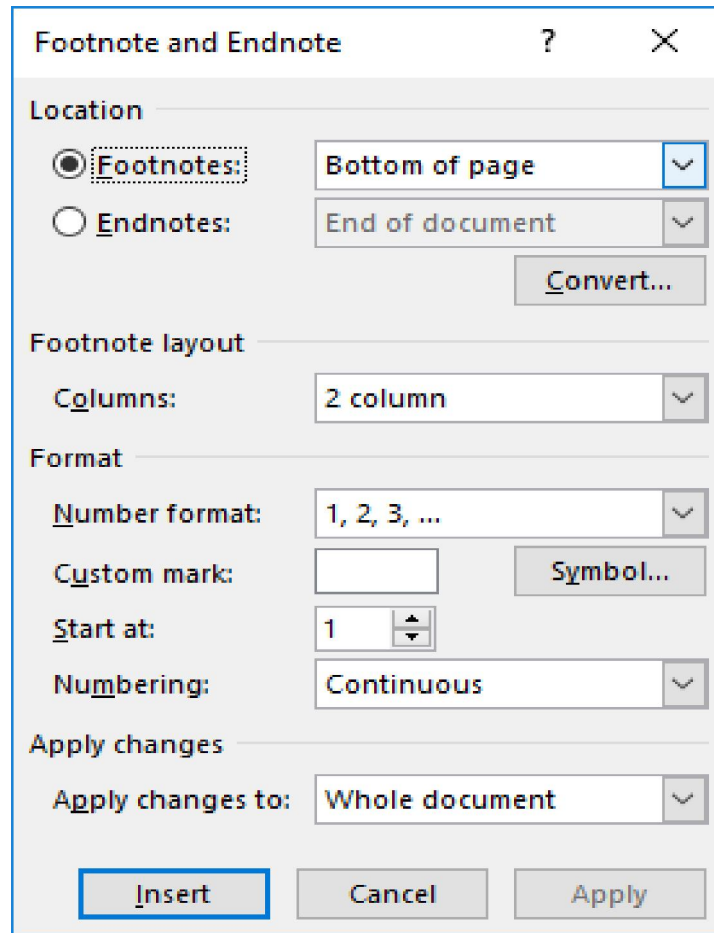 Footnote and Endnote ? ×
Location
Footnotes: Bottom of page
Endnotes: End of document
Convert...
Footnote layout
Columns: 2 column
Format
Number format: 1, 2, 3, ...
Custom mark: Symbol...
Start at: 1
Numbering: Continuous
Apply changes
Apply changes to: Whole document
Insert Cancel Apply